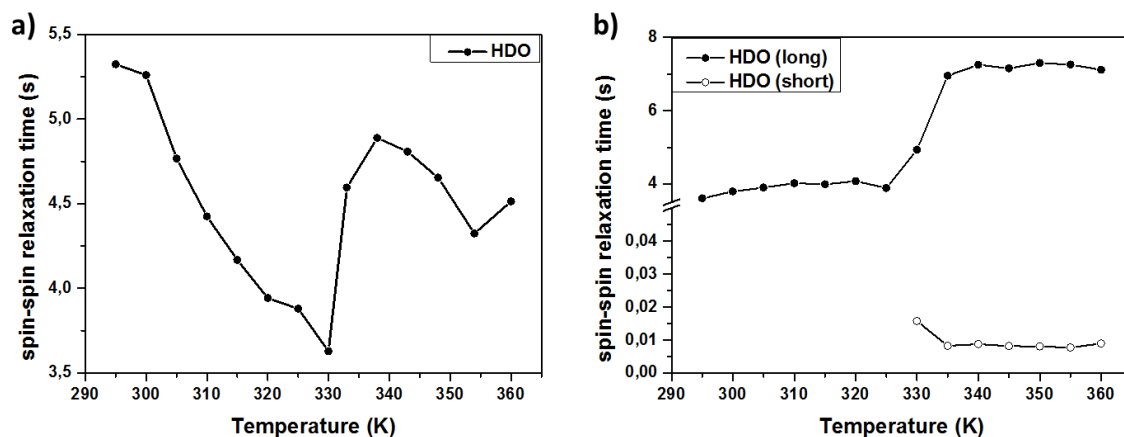 a)
HDO
spin-spin relaxation time (s)
5,5
5,0
4,5
4,0
3,5
290 300 310 320 330 340 350 360
Temperature (K)
b)
HDO (long)
HDO (short)
spin-spin relaxation time (s)
8
6
4
0,04
0,03
0,02
0,01
0,00
290 300 310 320 330 340 350 360
Temperature (K)